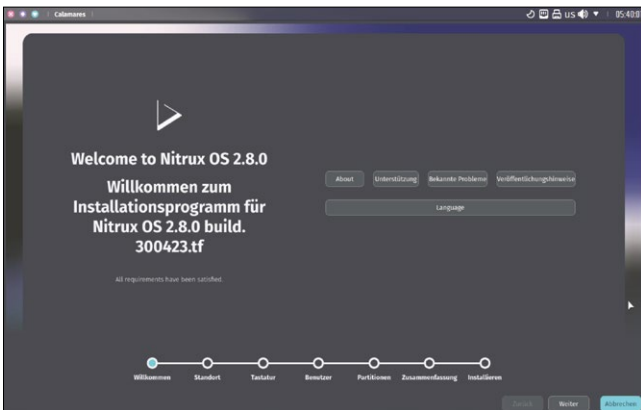 Calamares
us
05:40:0
Welcome to Nitrux OS 2.8.0
Willkommen zum
Installationsprogramm für
Nitrux OS 2.8.0 build.
300423.tf
All requirements have been satisfied.
About Unterstützung Bekannte Probleme Veröffentlichungshinweise
Language
Willkommen Standort Tastatur Benutzer Partitionen Zusammenfassung Installieren
Zurück Weiter Abbrechen